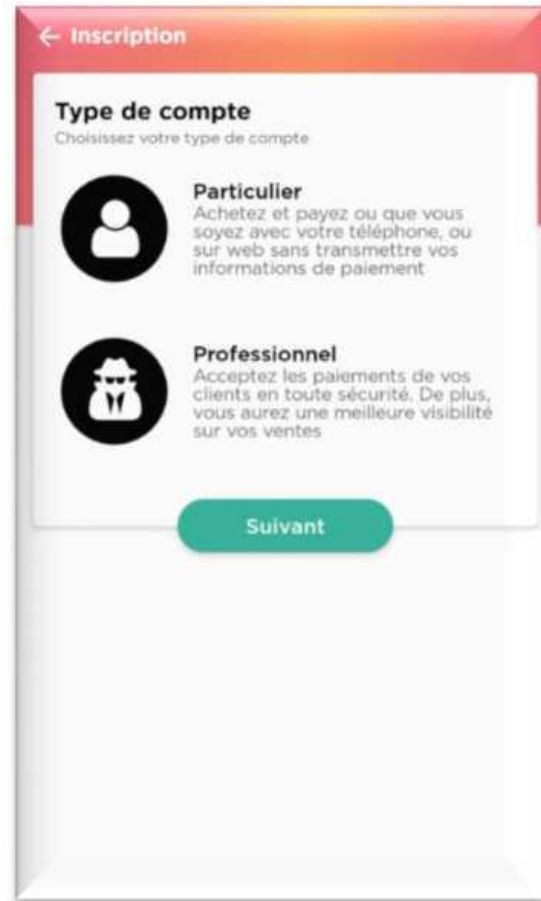 ← Inscription
Type de compte
Choisissez votre type de compte
Particulier
Achetez et payez ou que vous
soyez avec votre téléphone, ou
sur web sans transmettre vos
informations de paiement
Professionnel
Acceptez les paiements de vos
clients en toute sécurité. De plus,
vous aurez une meilleure visibilité
sur vos ventes
Suivant